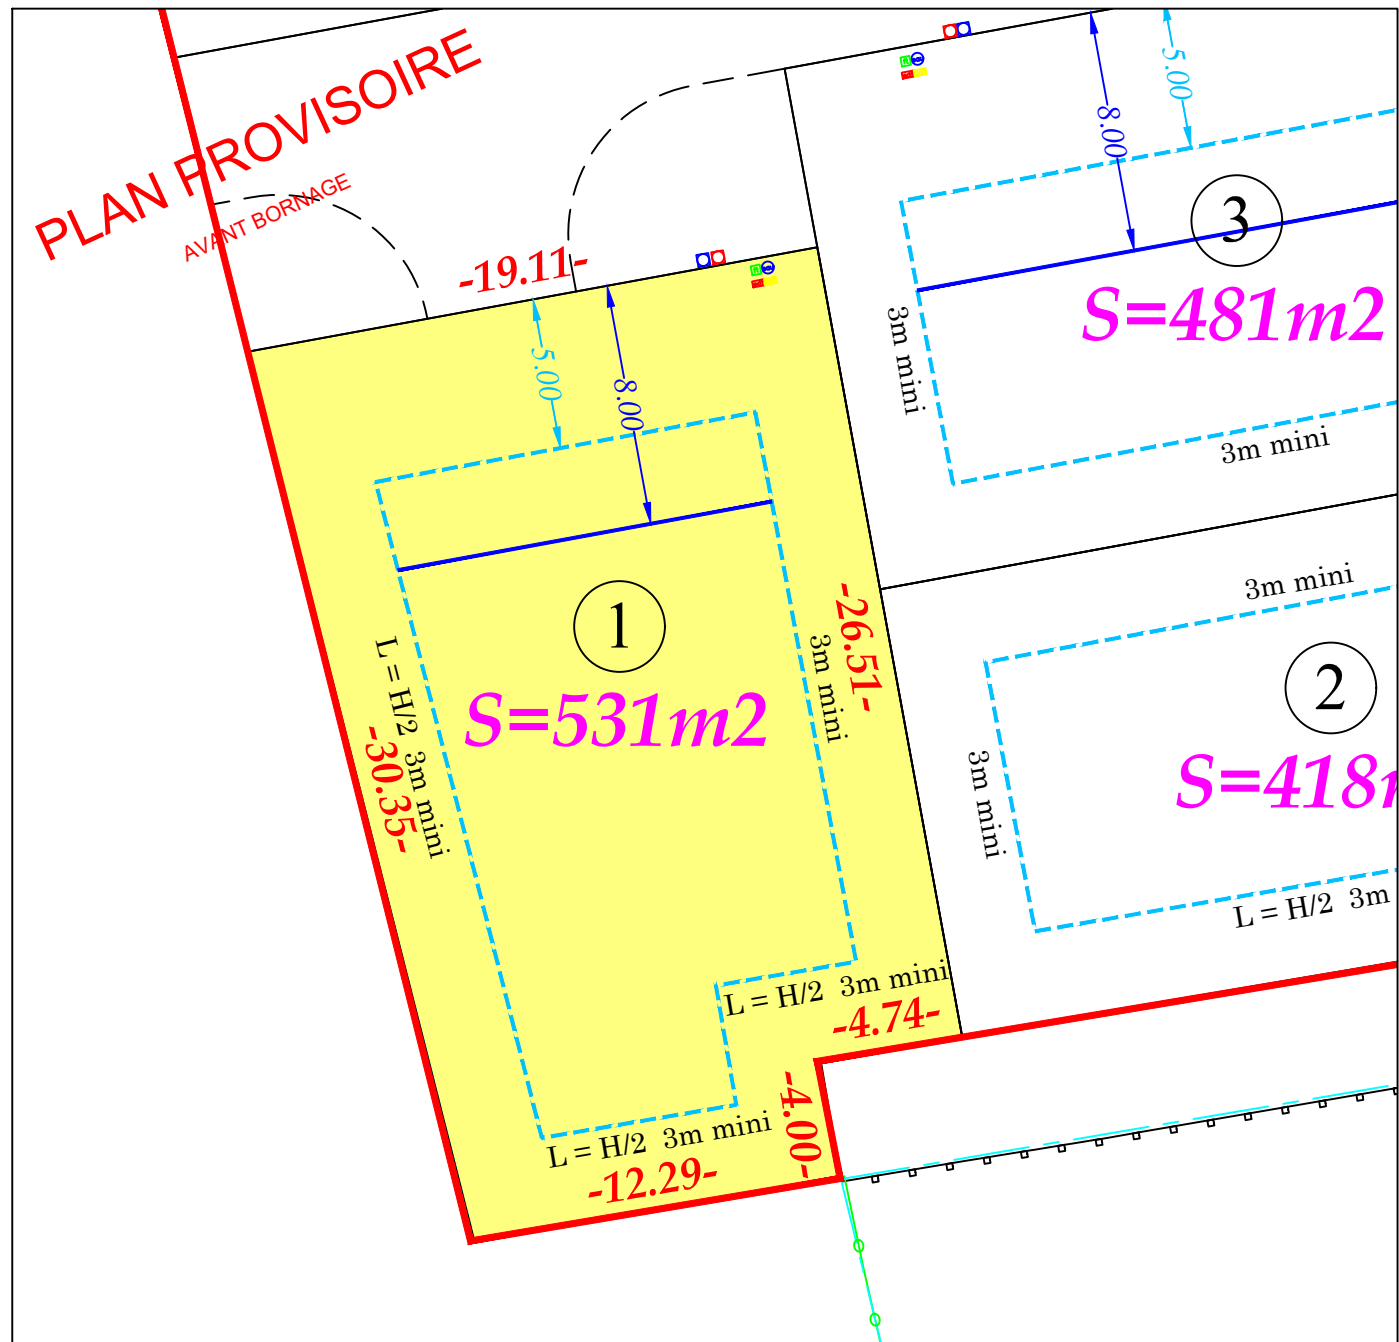 PLAN PROVISOIRE
AVANT BORNAGE
-19.11-
5.00
8.00
8.00
5.00
3
S=481m2
3m mini
3m mini
1
S=531m2
L = H/2 3m mini
-30.35-
-26.51-
3m mini
3m mini
2
S=418
3m mini
L = H/2 3m
L = H/2 3m mini
-4.74-
-4.00-
L = H/2 3m mini
-12.29-